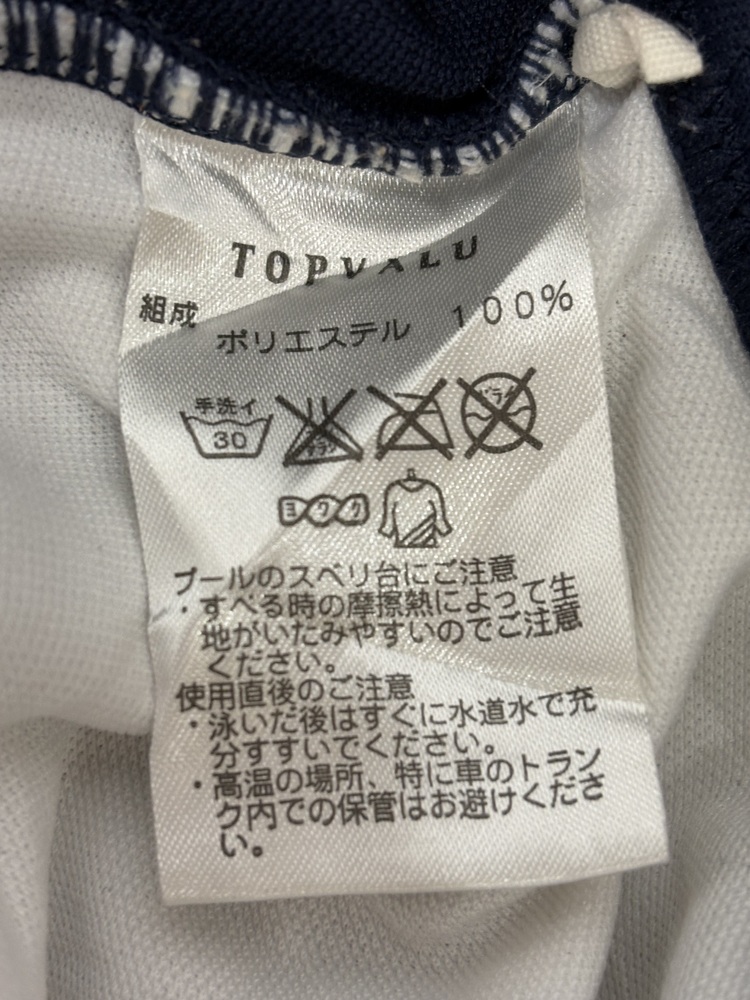 TOPVALU
組成
ポリエステル 100%
手洗イ
30
ヨワク
プールのスベリ台にご注意
・すべる時の摩擦熱によって生
地がいたみやすいのでご注意
ください。
使用直後のご注意
・泳いだ後はすぐに水道水で充
分すすいでください。
・高温の場所、特に車のトラン
ク内での保管はお避けくださ
い。